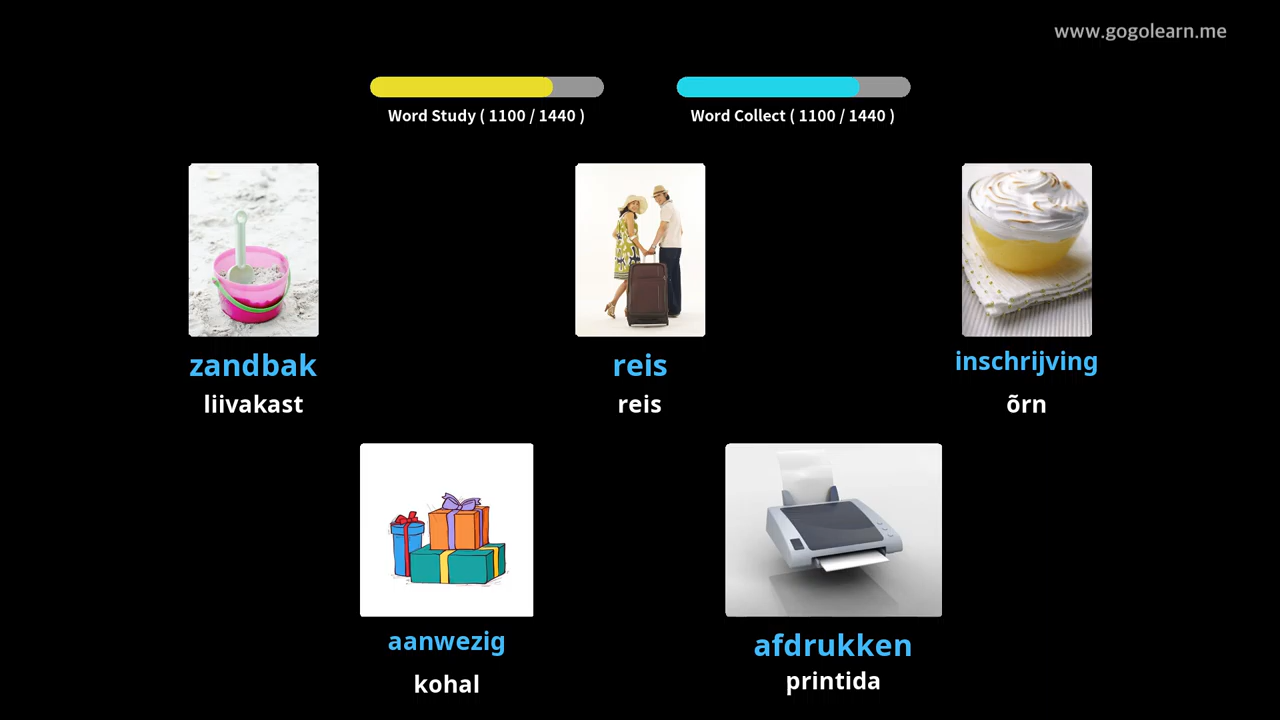 www.gogolearn.me
Word Study ( 1100 / 1440 )
Word Collect ( 1100 / 1440 )
zandbak
liivakast
reis
reis
inschrijving
õrn
aanwezig
kohal
afdrukken
printida